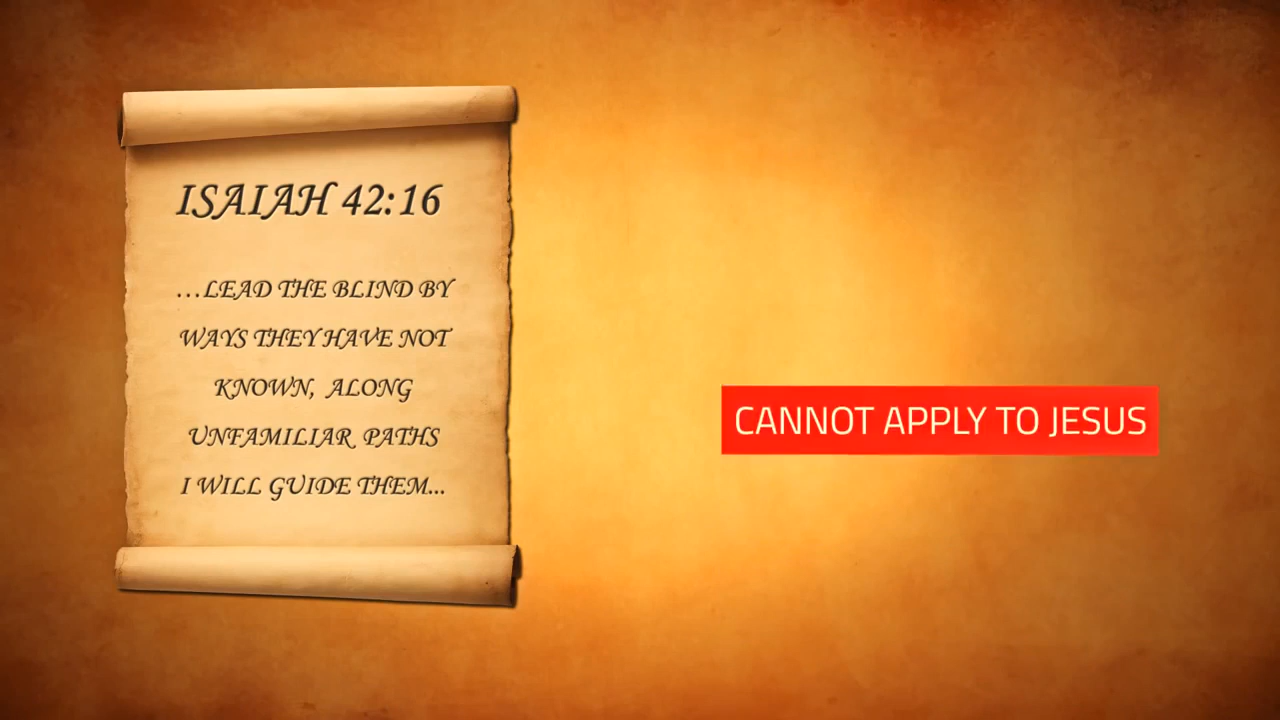 ISAIAH 42:16
...LEAD THE BLIND BY
WAYS THEY HAVE NOT
KNOWN, ALONG
UNFAMILIAR PATHS
I WILL GUIDE THEM...
CANNOT APPLY TO JESUS